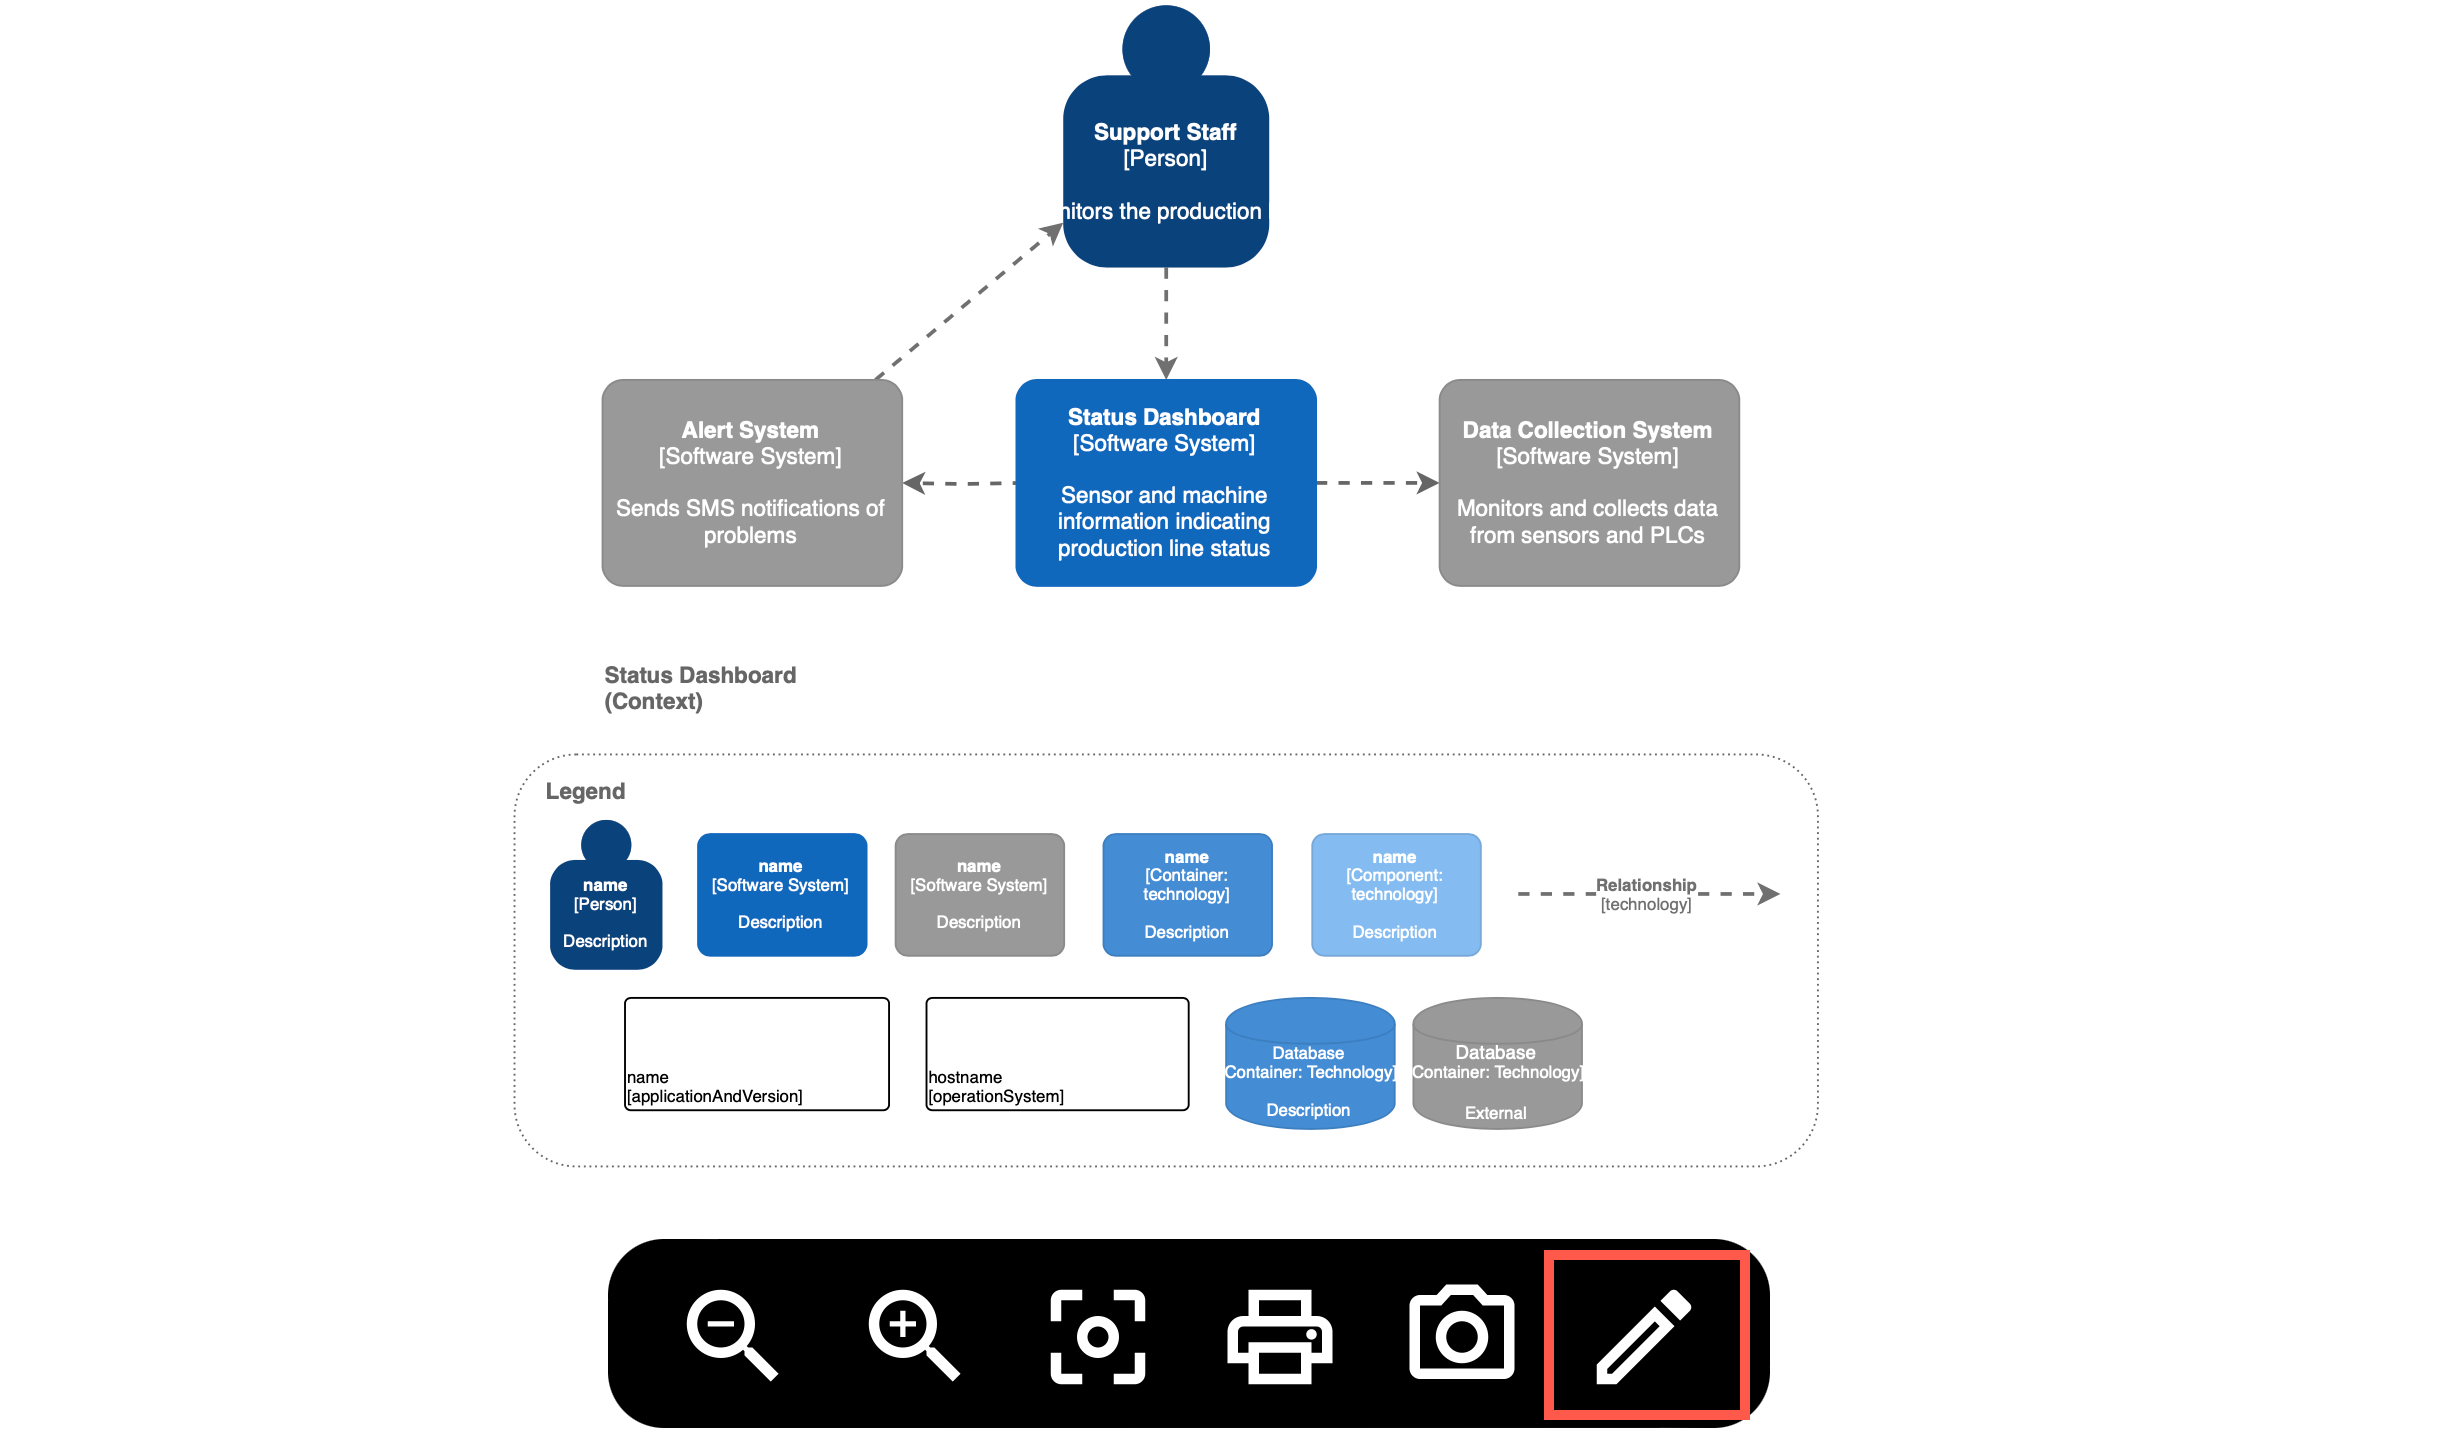 Support Staff
[Person]
nitors the production
Alert System
[Software System]
Sends SMS notifications of
problems
Status Dashboard
[Software System]
Sensor and machine
information indicating
production line status
Data Collection System
[Software System]
Monitors and collects data
from sensors and PLCs
Status Dashboard
(Context)
Legend
name
[Person]
Description
name
[Software System]
Description
name
[Software System]
Description
name
[Container:
technology]
Description
name
[Component:
technology]
Description
Relationship
[technology]
name
[applicationAndVersion]
hostname
[operationSystem]
Database
Container: Technology]
Description
Database
Container: Technology]
External